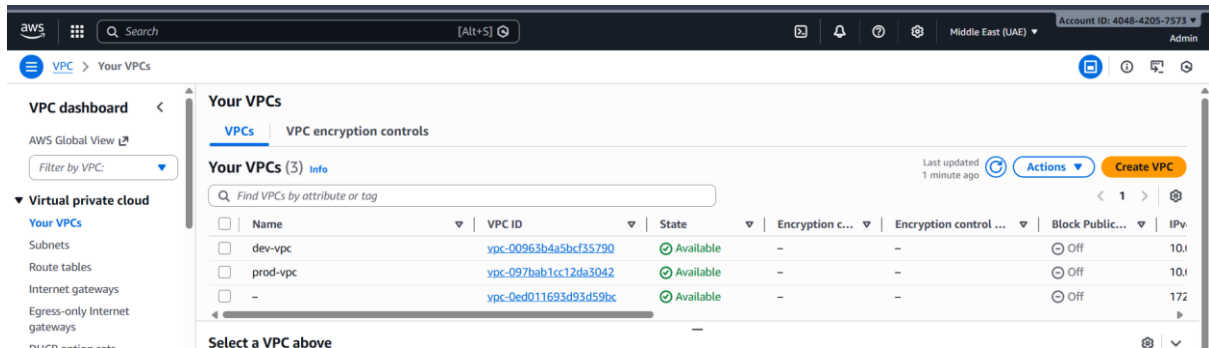 aws Search [Alt+S] Middle East (UAE) Account ID: 4048-4205-7573
Admin
VPC > Your VPCs
VPC dashboard
AWS Global View
Filter by VPC:
Virtual private cloud
Your VPCs
Subnets
Route tables
Internet gateways
Egress-only Internet
gateways
Your VPCs
VPCs VPC encryption controls
Your VPCs (3) Info
Last updated
1 minute ago
Actions Create VPC
Find VPCs by attribute or tag
1
Name VPC ID State Encryption c... Encryption control ... Block Public...
dev-vpc vpc-00963b4a5bcf35790 Available – – Off
prod-vpc vpc-097bab1cc12da3042 Available – – Off
– vpc-0ed011693d93d59bc Available – – Off 172
Select a VPC above